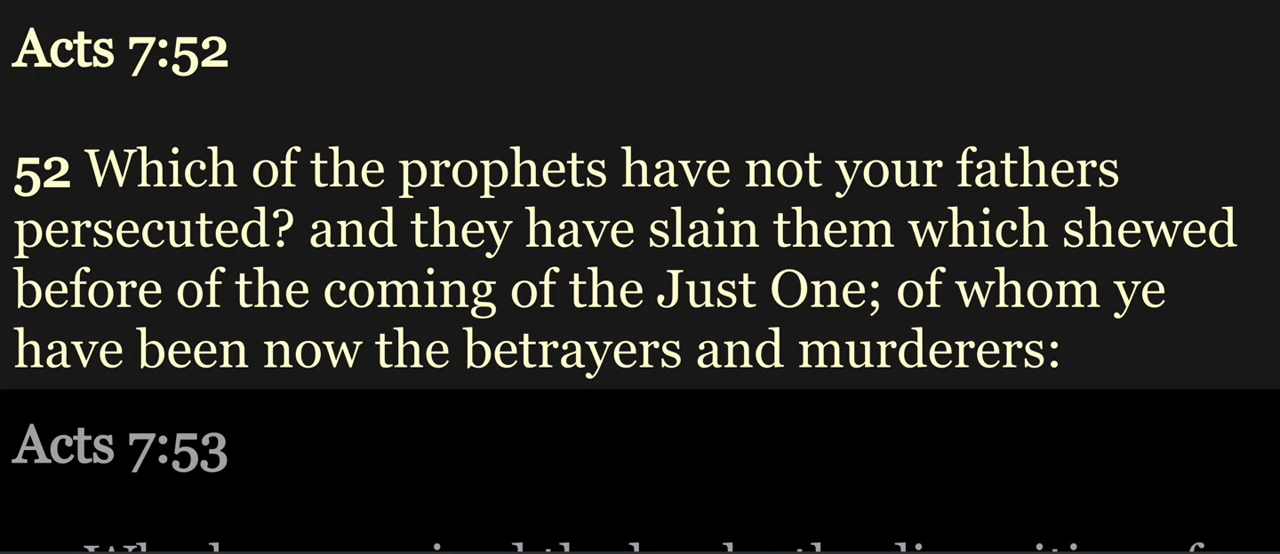 Acts 7:52
52 Which of the prophets have not your fathers
persecuted? and they have slain them which shewed
before of the coming of the Just One; of whom ye
have been now the betrayers and murderers:
Acts 7:53